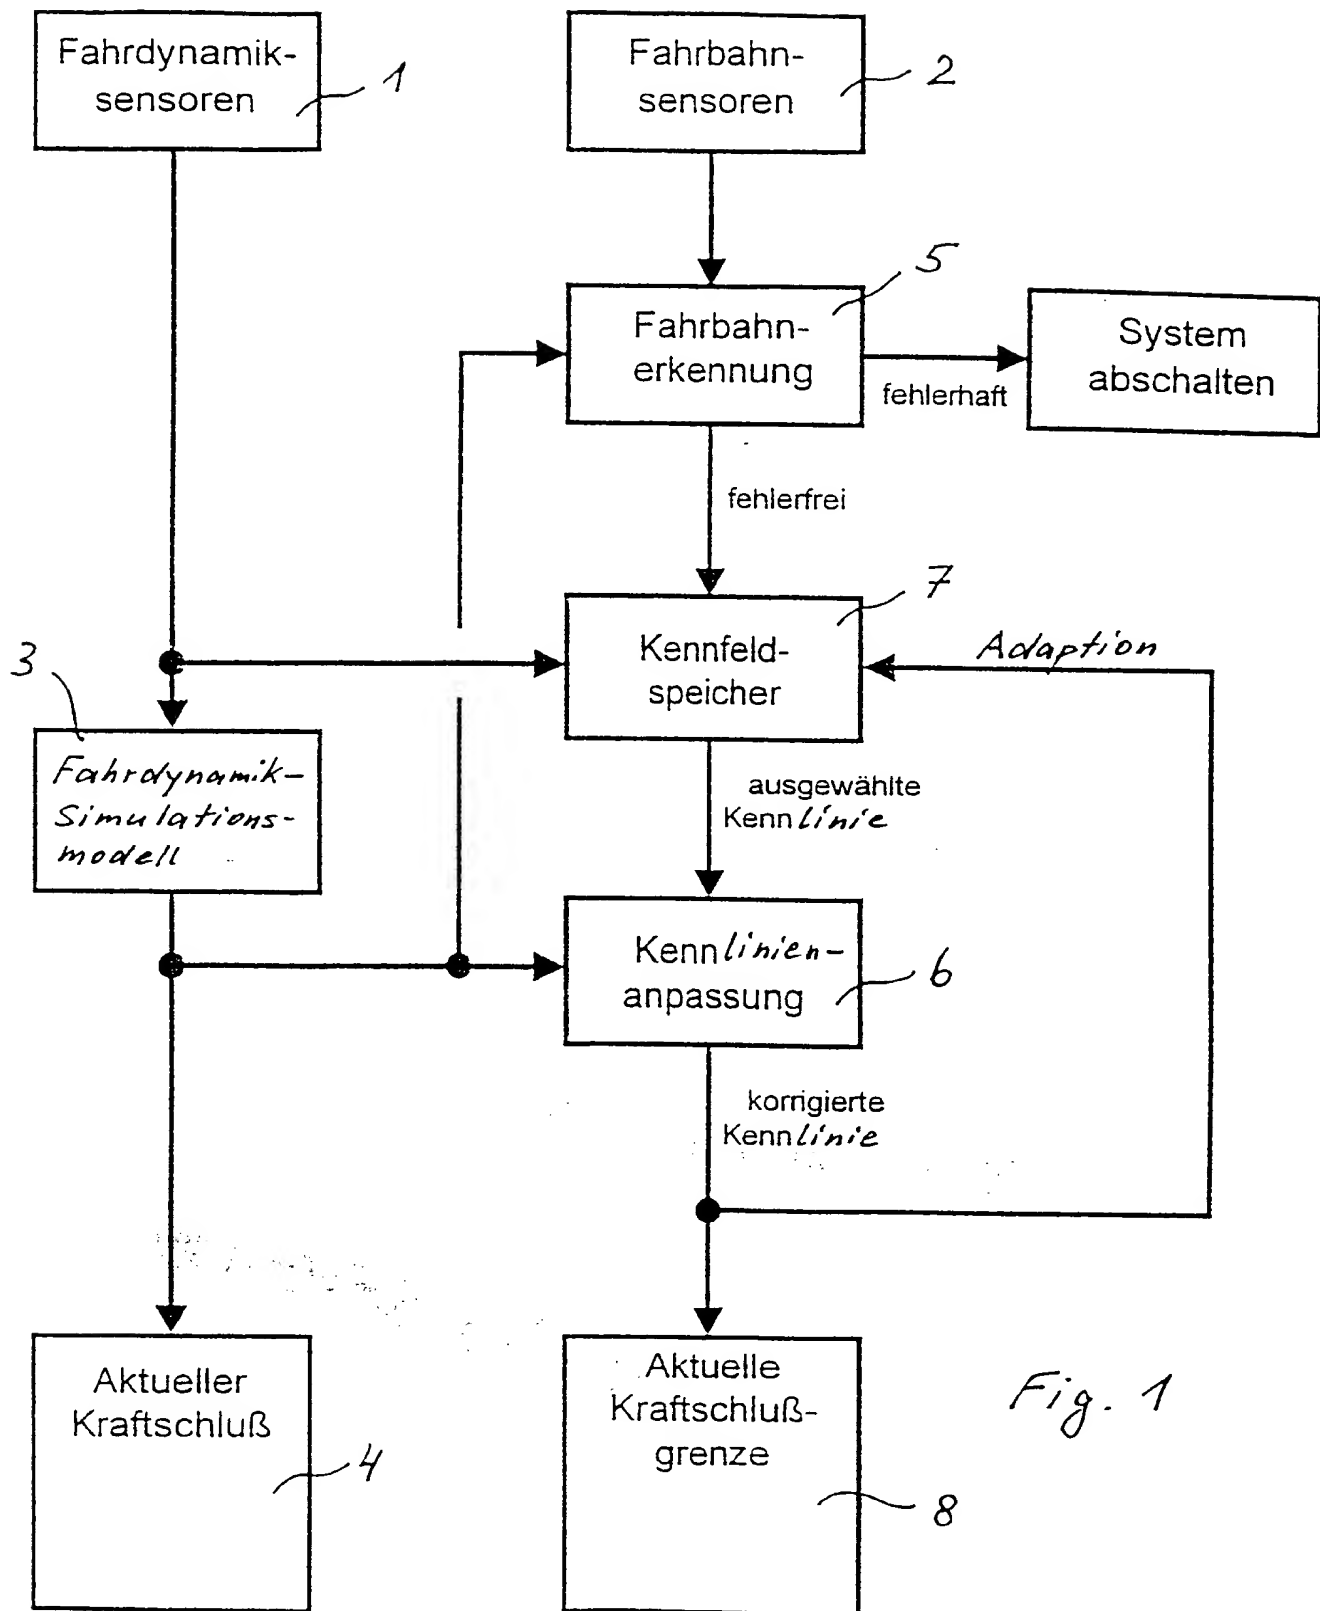 Fahrdynamik-
sensoren
1
Fahrbahn-
sensoren
2
5
Fahrbahn-
erkennung
fehlerhaft
System
abschalten
fehlerfrei
7
Kennfeld-
speicher
Adaption
3
Fahrdynamik-
Simulations-
modell
ausgewählte
Kennlinie
Kennlinien-
anpassung
6
korrigierte
Kennlinie
Aktueller
Kraftschluß
4
Aktuelle
Kraftschluß-
grenze
8
Fig. 1